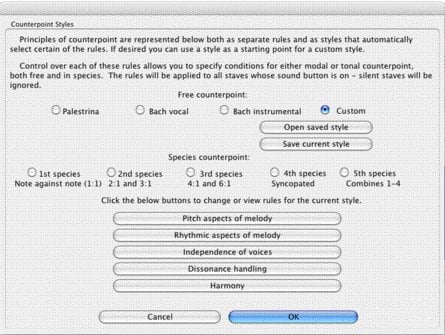 Counterpoint Styles
Principles of counterpoint are represented below both as separate rules and as styles that automatically
select certain of the rules. If desired you can use a style as a starting point for a custom style.
Control over each of these rules allows you to specify conditions for either modal or tonal counterpoint,
both free and in species. The rules will be applied to all staves whose sound button is on - silent staves will be
ignored.
Free counterpoint:
Palestrina Bach vocal Bach instrumental Custom
Open saved style
Save current style
Species counterpoint:
1st species 2nd species 3rd species 4th species 5th species
Note against note (1:1) 2:1 and 3:1 4:1 and 6:1 Syncopated Combines 1-4
Click the below buttons to change or view rules for the current style.
Pitch aspects of melody
Rhythmic aspects of melody
Independence of voices
Dissonance handling
Harmony
Cancel OK